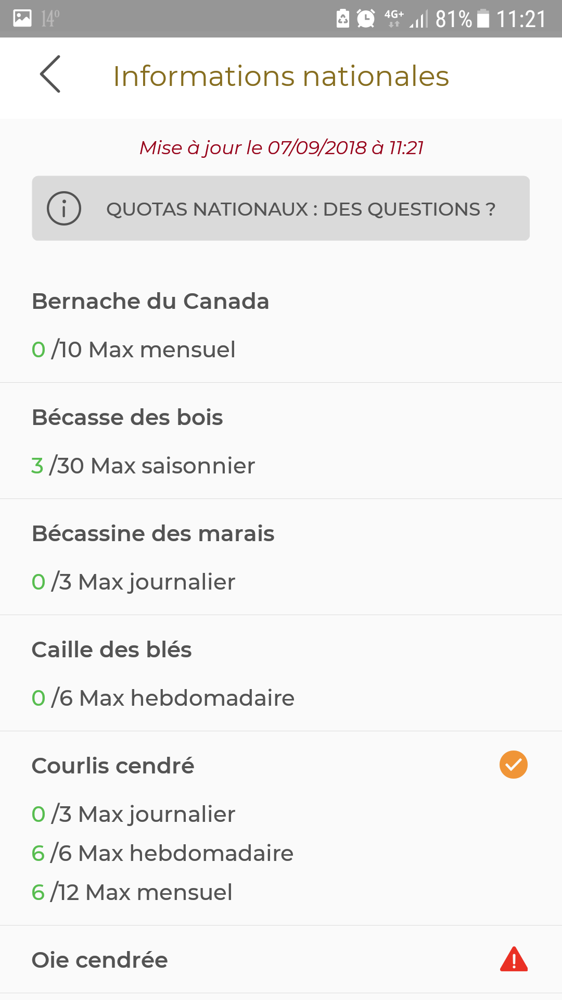 14°
4G+ 81% 11:21
Informations nationales
Mise à jour le 07/09/2018 à 11:21
QUOTAS NATIONAUX : DES QUESTIONS ?
Bernache du Canada
0 /10 Max mensuel
Bécasse des bois
3 /30 Max saisonnier
Bécassine des marais
0 /3 Max journalier
Caille des blés
0 /6 Max hebdomadaire
Courlis cendré
0 /3 Max journalier
6 /6 Max hebdomadaire
6 /12 Max mensuel
Oie cendrée